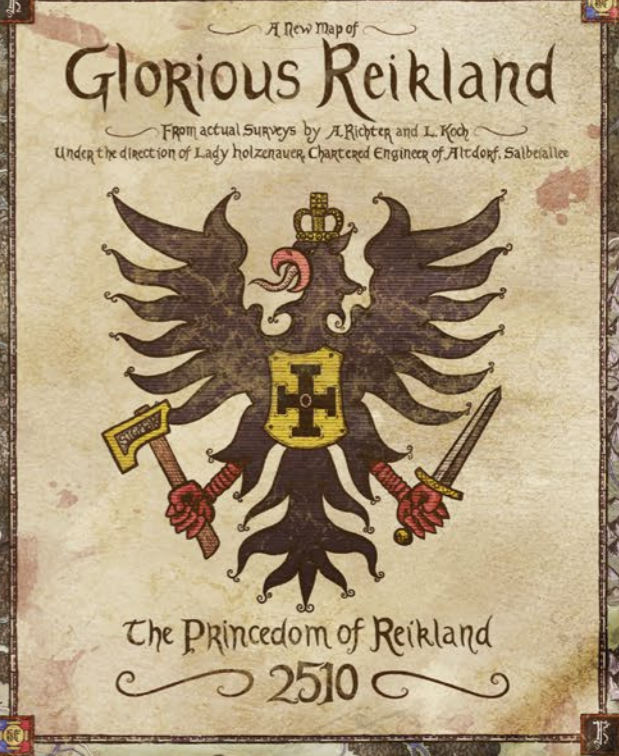 A New Map of
Glorious Reikland
From actual Surveys by A. Richter and L. Koch
Under the direction of Lady holzenauer, Chartered Engineer of Altdorf, Salbeiallee
SIGMAR
The Princedom of Reikland
2510
R